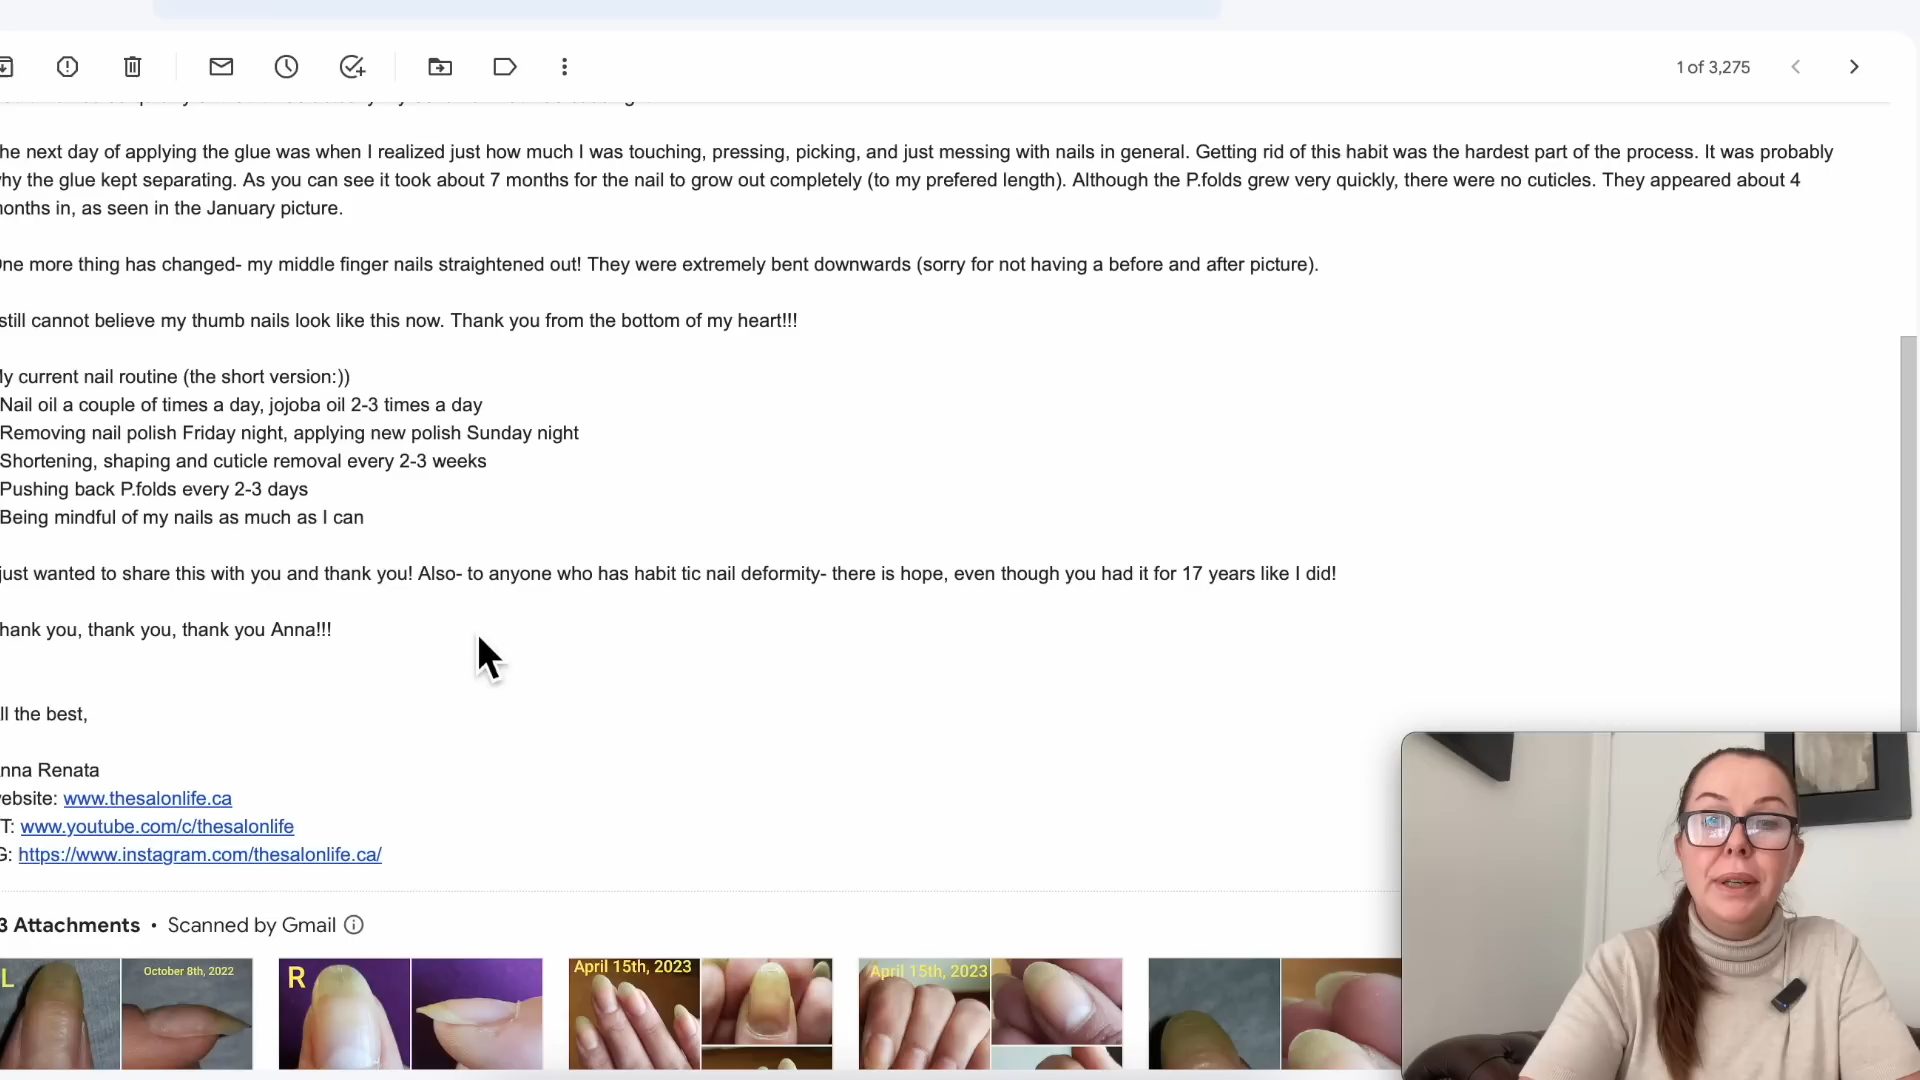 1 of 3,275
he next day of applying the glue was when I realized just how much I was touching, pressing, picking, and just messing with nails in general. Getting rid of this habit was the hardest part of the process. It was probably
hy the glue kept separating. As you can see it took about 7 months for the nail to grow out completely (to my prefered length). Although the P.folds grew very quickly, there were no cuticles. They appeared about 4
onths in, as seen in the January picture.
ne more thing has changed- my middle finger nails straightened out! They were extremely bent downwards (sorry for not having a before and after picture).
still cannot believe my thumb nails look like this now. Thank you from the bottom of my heart!!!
y current nail routine (the short version:))
Nail oil a couple of times a day, jojoba oil 2-3 times a day
Removing nail polish Friday night, applying new polish Sunday night
Shortening, shaping and cuticle removal every 2-3 weeks
Pushing back P.folds every 2-3 days
Being mindful of my nails as much as I can
just wanted to share this with you and thank you! Also- to anyone who has habit tic nail deformity- there is hope, even though you had it for 17 years like I did!
hank you, thank you, thank you Anna!!!
ll the best,
nna Renata
ebsite: www.thesalonlife.ca
T: www.youtube.com/c/thesalonlife
G: https://www.instagram.com/thesalonlife.ca/
3 Attachments • Scanned by Gmail
L
October 8th, 2022
R
April 15th, 2023
April 15th, 2023